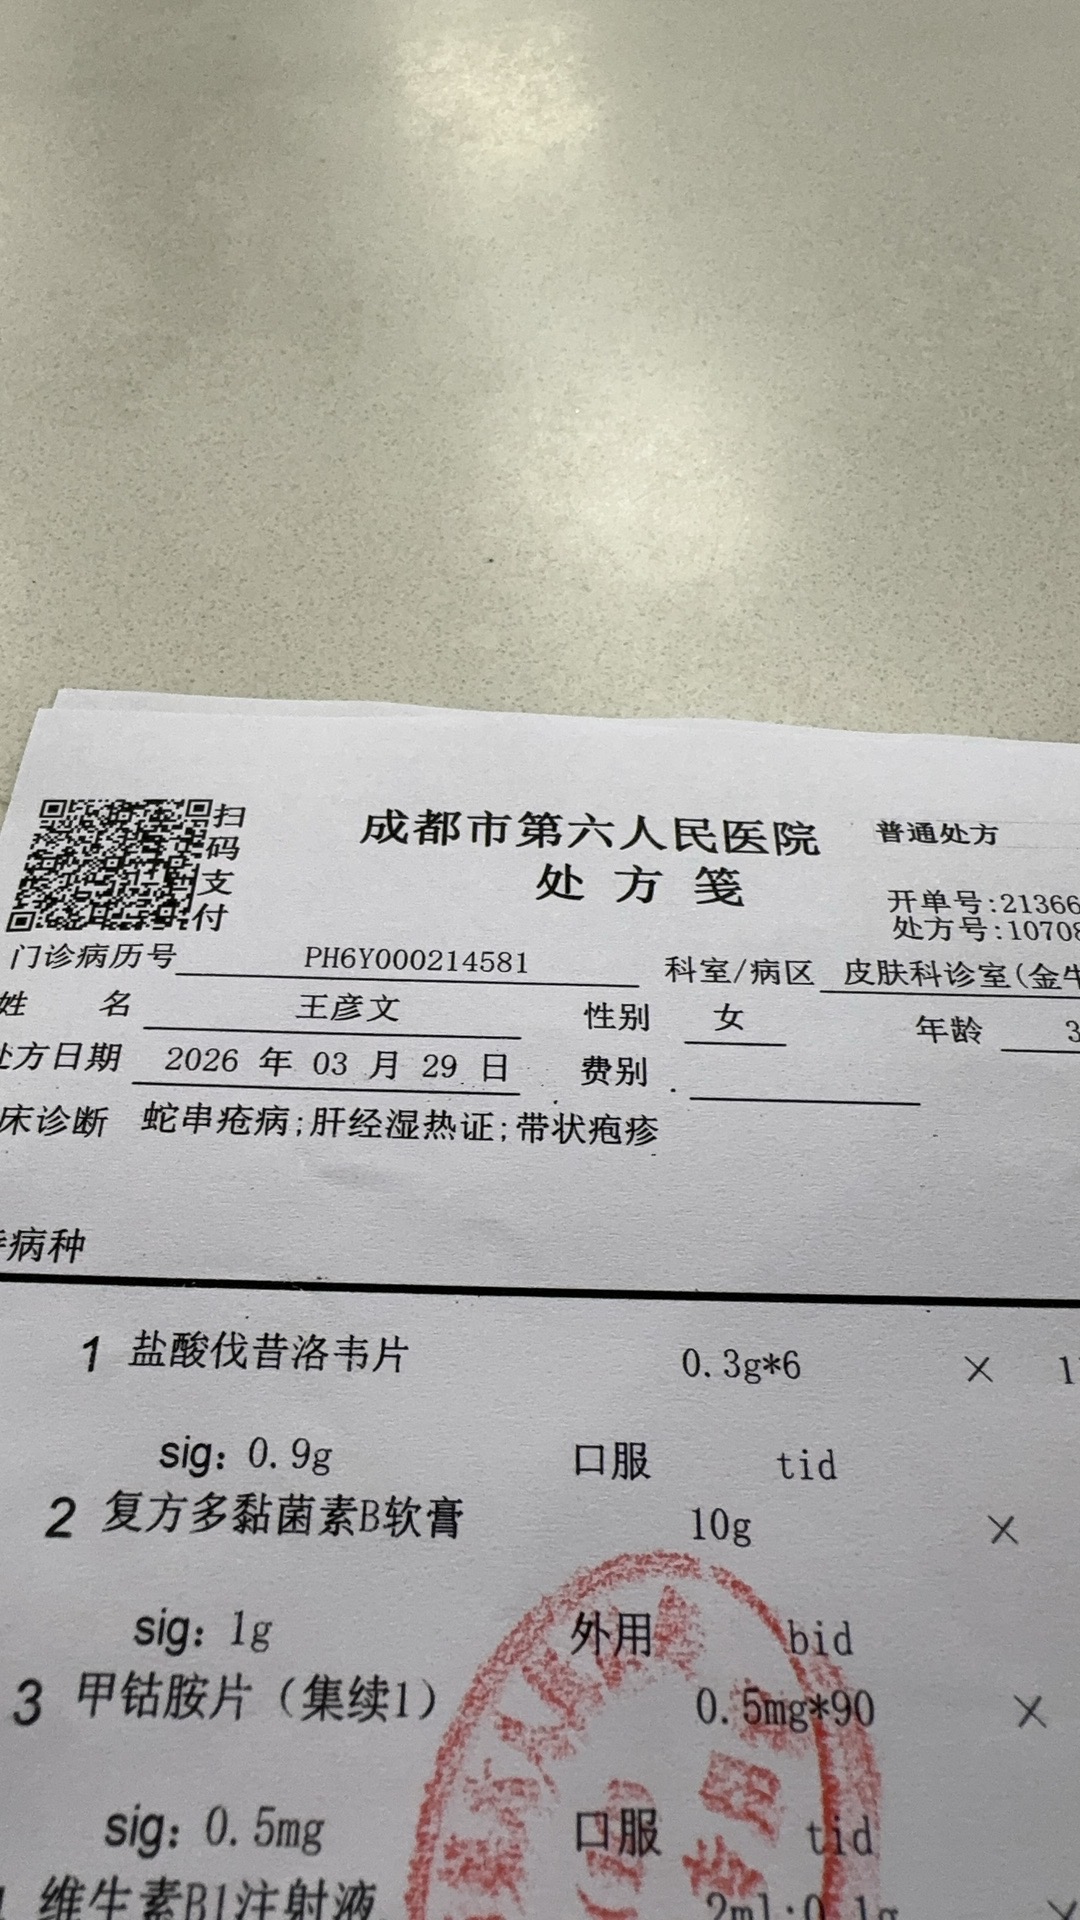 扫码支付
成都市第六人民医院
普通处方
处方笺
开单号:21366
处方号:10708
门诊病历号 PH6Y000214581 科室/病区 皮肤科诊室(金牛
姓 名 王彦文 性别 女 年龄 3
处方日期 2026 年 03 月 29 日 费别
床诊断 蛇串疮病;肝经湿热证;带状疱疹
病种
1 盐酸伐昔洛韦片 0.3g*6 × 1
sig: 0.9g 口服 tid
2 复方多黏菌素B软膏 10g ×
sig: 1g 外用 bid
3 甲钴胺片（集续1） 0.5mg*90 ×
sig: 0.5mg 口服 tid
维生素B1注射液 2ml:0.1g ×